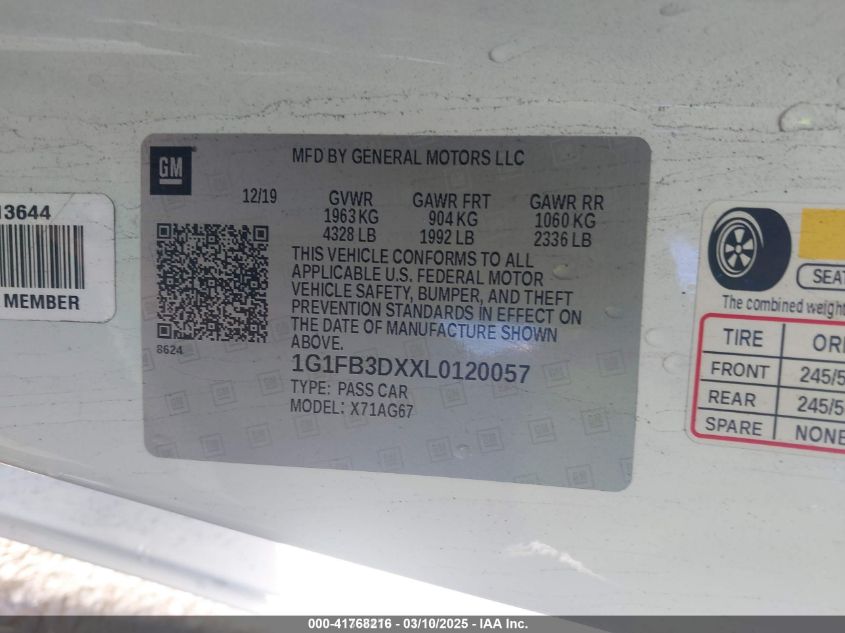 GM
MFD BY GENERAL MOTORS LLC
12/19
GVWR GAWR FRT GAWR RR
1963 KG 904 KG 1060 KG
4328 LB 1992 LB 2336 LB
THIS VEHICLE CONFORMS TO ALL
APPLICABLE U.S. FEDERAL MOTOR
VEHICLE SAFETY, BUMPER, AND THEFT
PREVENTION STANDARDS IN EFFECT ON
THE DATE OF MANUFACTURE SHOWN
ABOVE.
8624
1G1FB3DXXL0120057
TYPE: PASS CAR
MODEL: X71AG67
13644
MEMBER
SEAT
The combined weight
TIRE ORI
FRONT 245/5
REAR 245/5
SPARE NONE
000-41768216 - 03/10/2025 - IAA Inc.